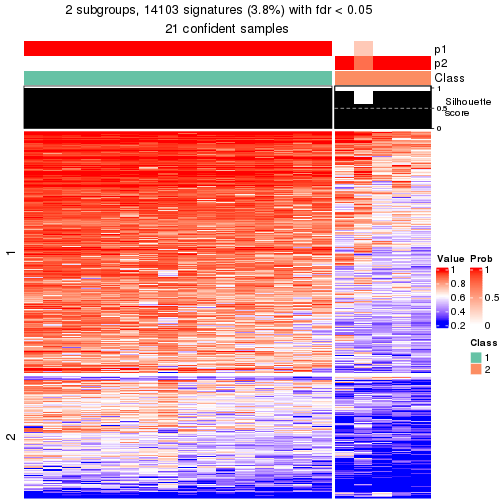 2 subgroups, 14103 signatures (3.8%) with fdr < 0.05
21 confident samples
p1
p2
Class
1
0.5
0
Silhouette
score
1
2
Value Prob
1 1
0.8
0.6 0.5
0.4
0.2 0
Class
1
2